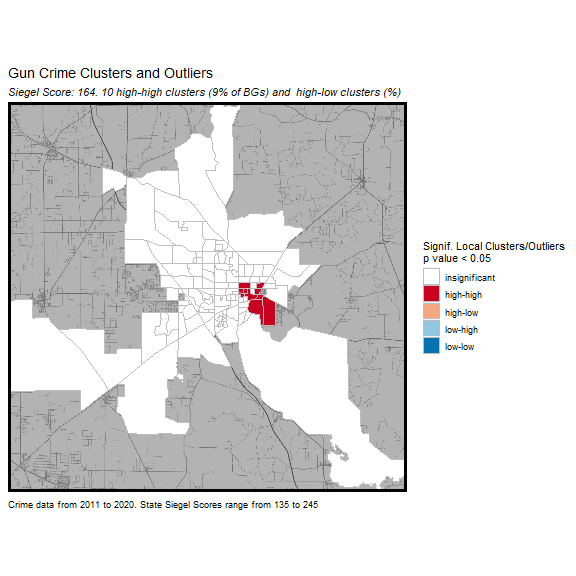 Gun Crime Clusters and Outliers
Siegel Score: 164. 10 high-high clusters (9% of BGs) and  high-low clusters (%)
Signif. Local Clusters/Outliers
p value < 0.05
insignificant
high-high
high-low
low-high
low-low
Crime data from 2011 to 2020. State Siegel Scores range from 135 to 245